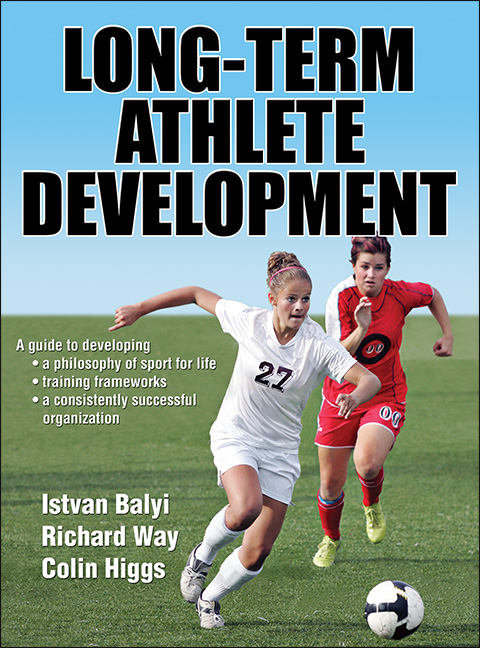 LONG-TERM
ATHLETE
DEVELOPMENT
A guide to developing
• a philosophy of sport for life
• training frameworks
• a consistently successful
organization
27
00
00
Istvan Balyi
Richard Way
Colin Higgs